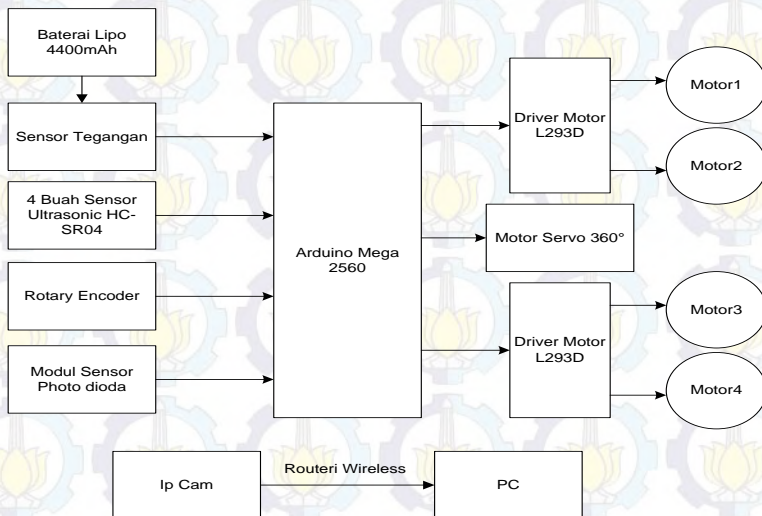 Baterai Lipo
4400mAh
Sensor Tegangan
4 Buah Sensor
Ultrasonic HC-
SR04
Rotary Encoder
Modul Sensor
Photo dioda
Arduino Mega
2560
Driver Motor
L293D
Motor1
Motor2
Motor Servo 360°
Driver Motor
L293D
Motor3
Motor4
Ip Cam
Routeri Wireless
PC